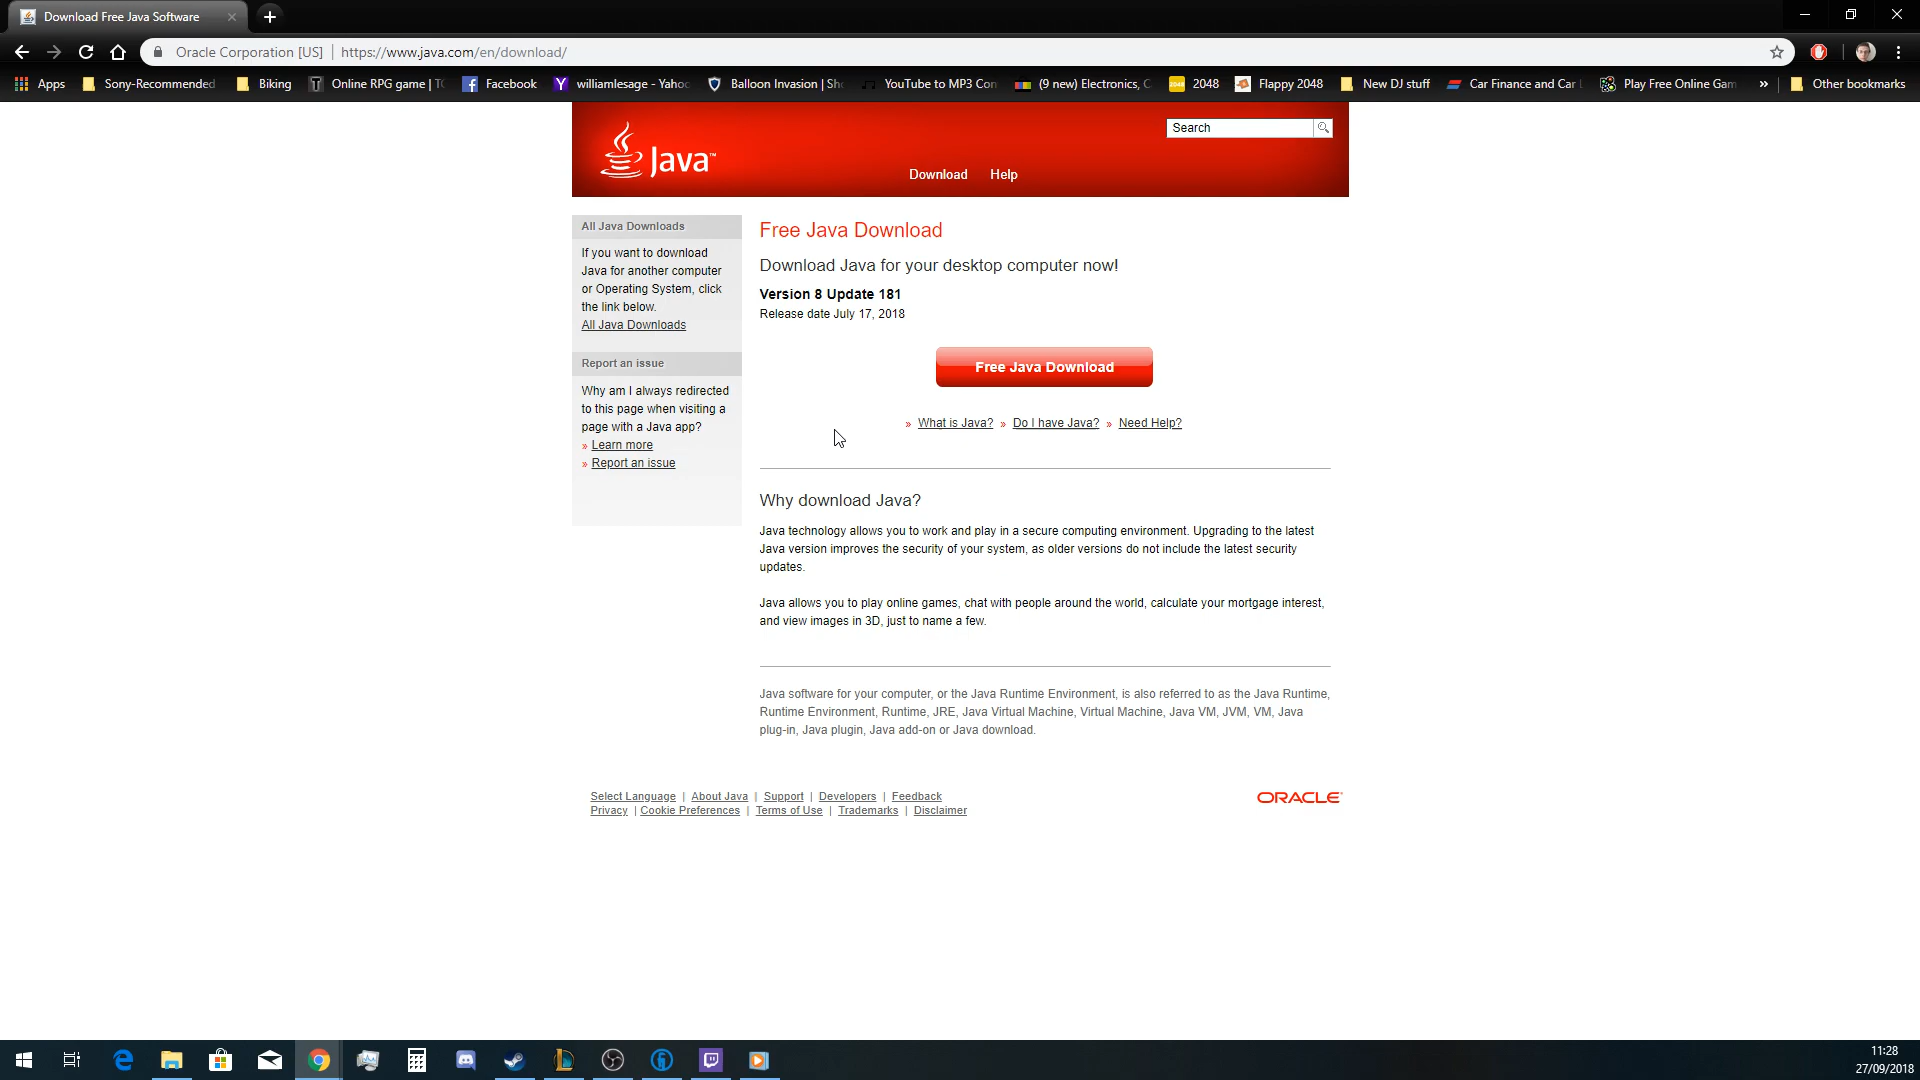 Download Free Java Software
Oracle Corporation [US] https://www.java.com/en/download/
Apps Sony-Recommended Biking Online RPG game | Facebook williamlesage - Yahoo Balloon Invasion | YouTube to MP3 (9 new) Electronics, 2048 Flappy 2048 New DJ stuff Car Finance and Car Play Free Online » Other bookmarks
Java™
Search
Download Help
All Java Downloads
If you want to download
Java for another computer
or Operating System, click
the link below.
All Java Downloads
Report an issue
Why am I always redirected
to this page when visiting a
page with a Java app?
» Learn more
» Report an issue
Free Java Download
Download Java for your desktop computer now!
Version 8 Update 181
Release date July 17, 2018
Free Java Download
» What is Java? » Do I have Java? » Need Help?
Why download Java?
Java technology allows you to work and play in a secure computing environment. Upgrading to the latest
Java version improves the security of your system, as older versions do not include the latest security
updates.
Java allows you to play online games, chat with people around the world, calculate your mortgage interest,
and view images in 3D, just to name a few.
Java software for your computer, or the Java Runtime Environment, is also referred to as the Java Runtime,
Runtime Environment, Runtime, JRE, Java Virtual Machine, Virtual Machine, Java VM, JVM, VM, Java
plug-in, Java plugin, Java add-on or Java download.
Select Language | About Java | Support | Developers | Feedback
Privacy | Cookie Preferences | Terms of Use | Trademarks | Disclaimer
ORACLE
11:28
27/09/2018